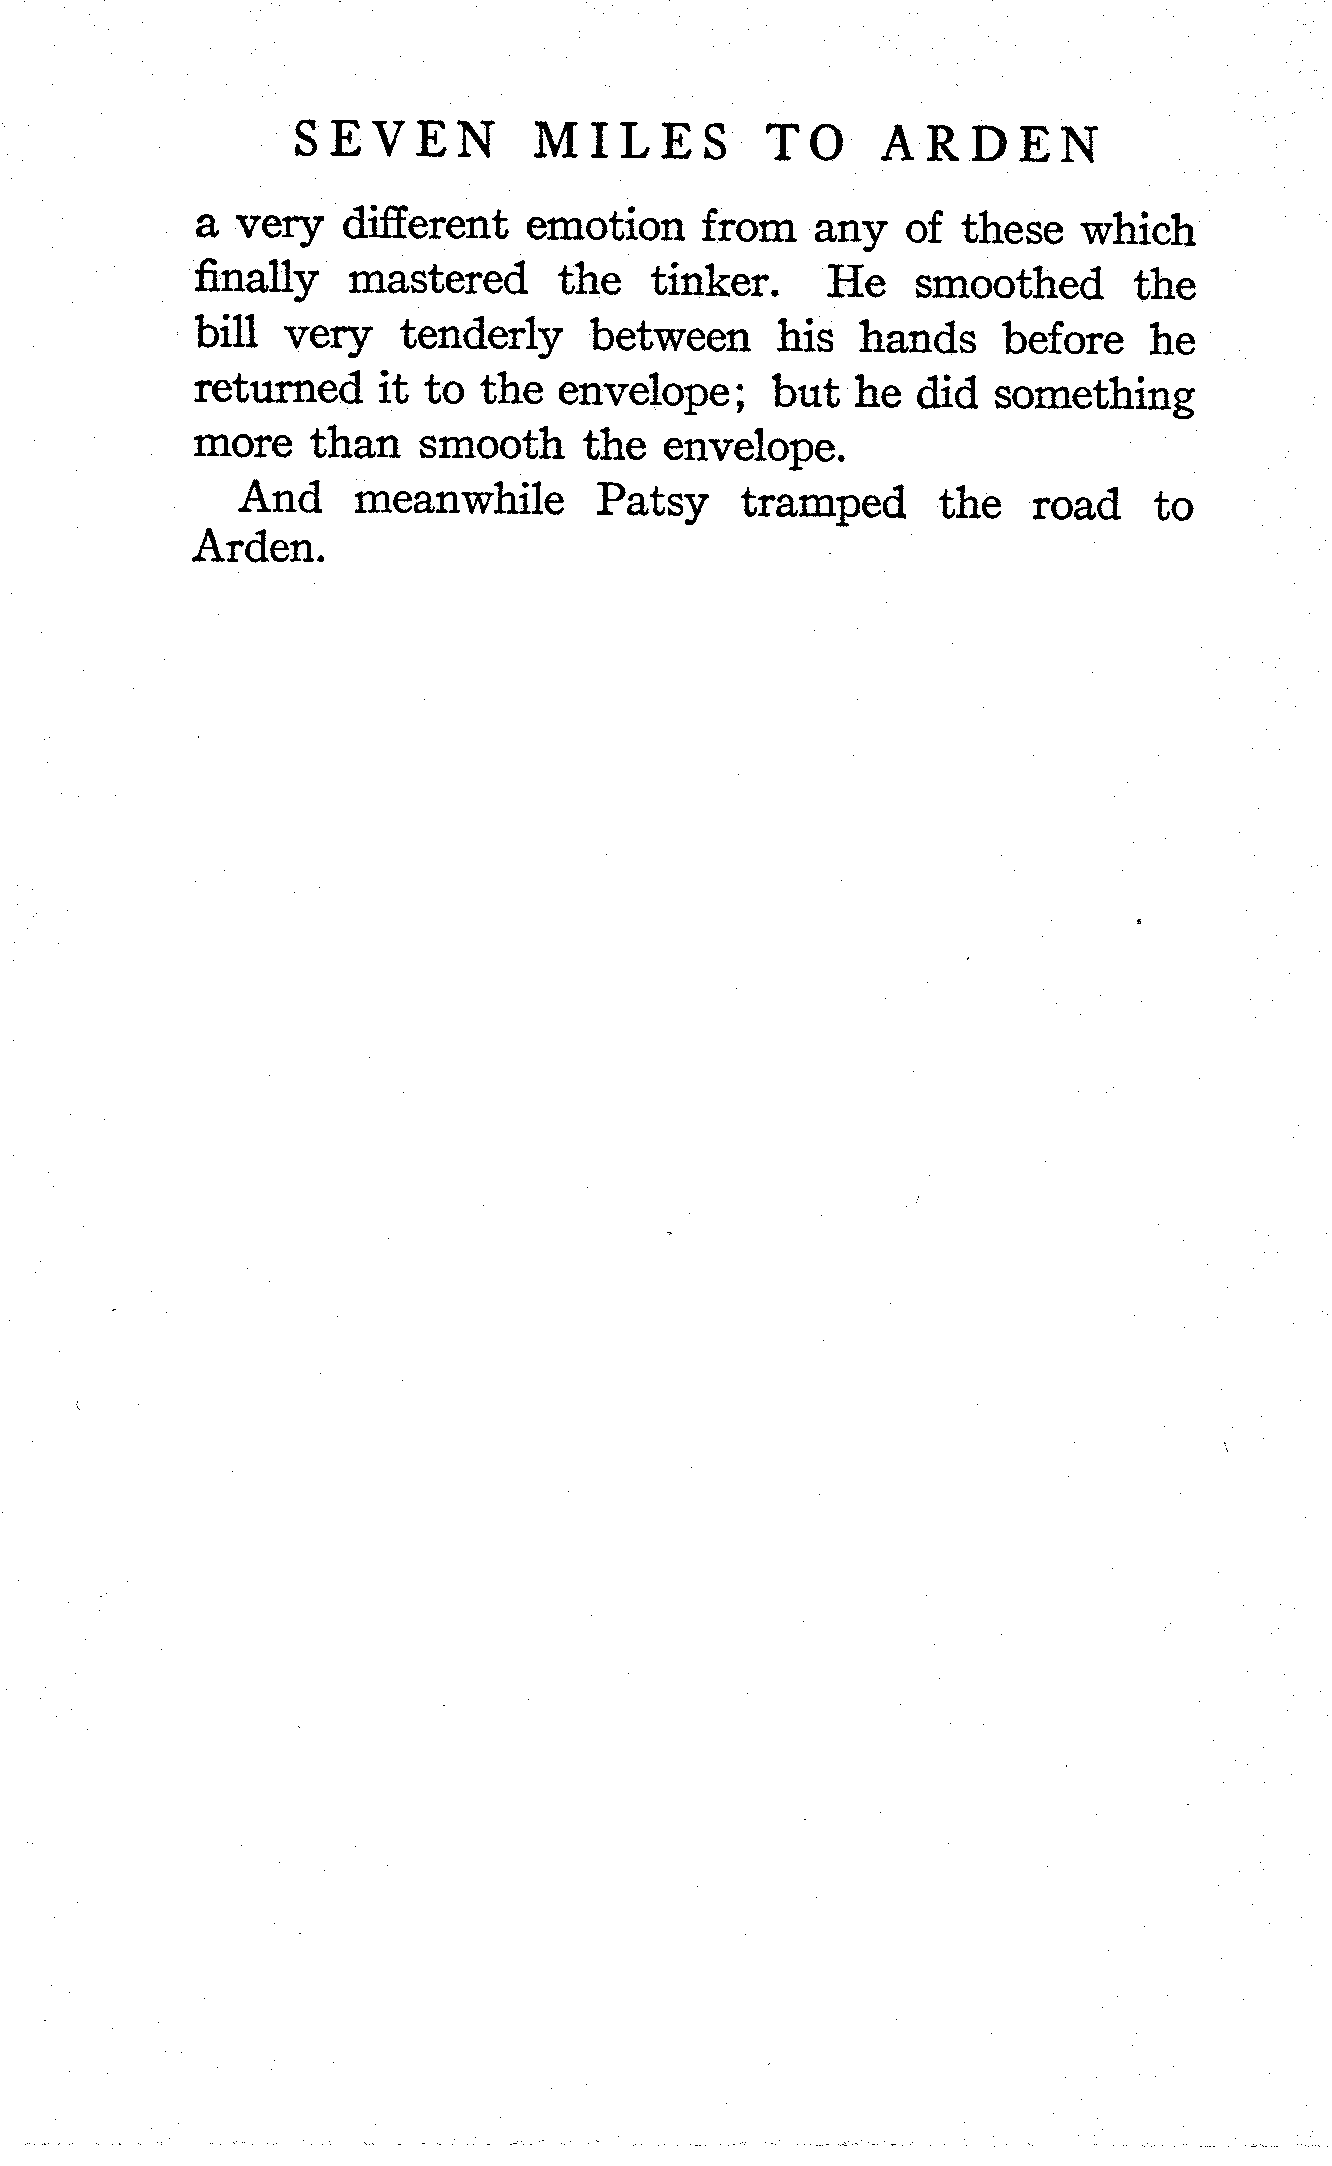 SEVEN MILES TO ARDEN
a very different emotion from any of these which
finally mastered the tinker. He smoothed the
bill very tenderly between his hands before he
returned it to the envelope; but he did something
more than smooth the envelope.
And meanwhile Patsy tramped the road to
Arden.